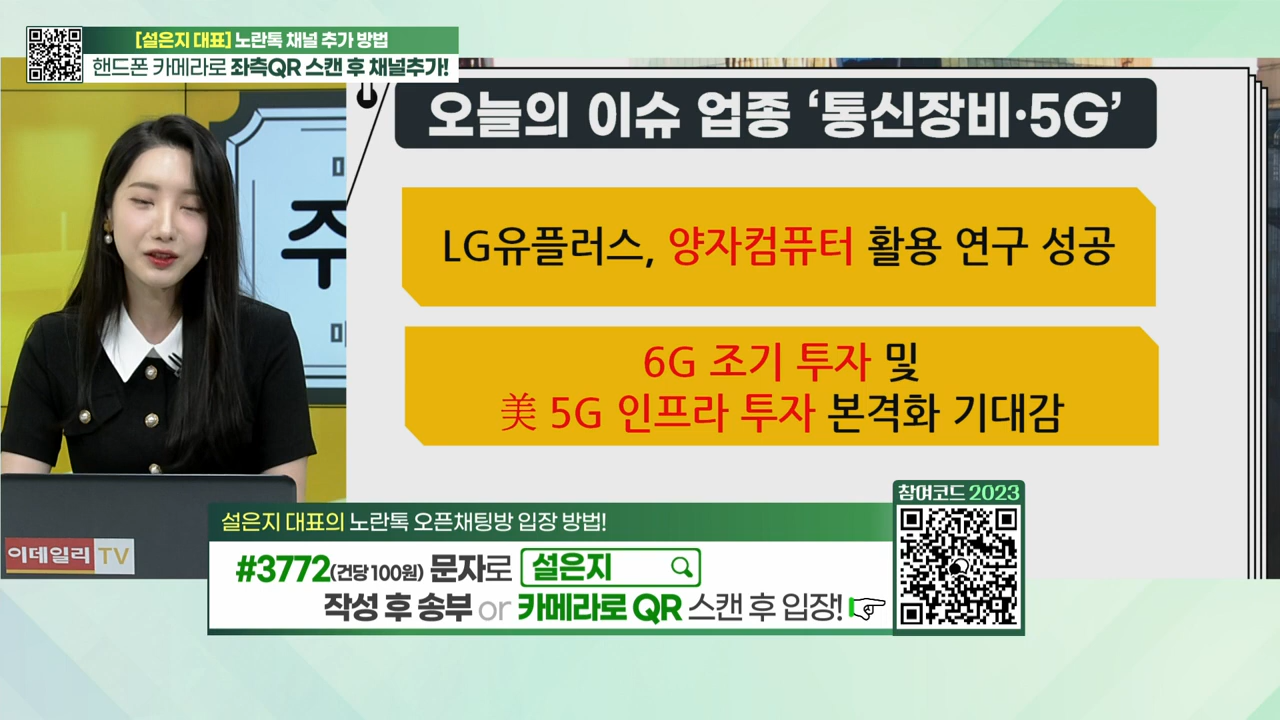 [설은지 대표] 노란톡 채널 추가 방법
핸드폰 카메라로 좌측QR 스캔 후 채널추가!
오늘의 이슈 업종 ‘통신장비·5G’
LG유플러스, 양자컴퓨터 활용 연구 성공
6G 조기 투자 및
美 5G 인프라 투자 본격화 기대감
참여코드 2023
설은지 대표의 노란톡 오픈채팅방 입장 방법!
#3772(건당 100원) 문자로 설은지
작성 후 송부 or 카메라로 QR 스캔 후 입장!
이데일리 TV